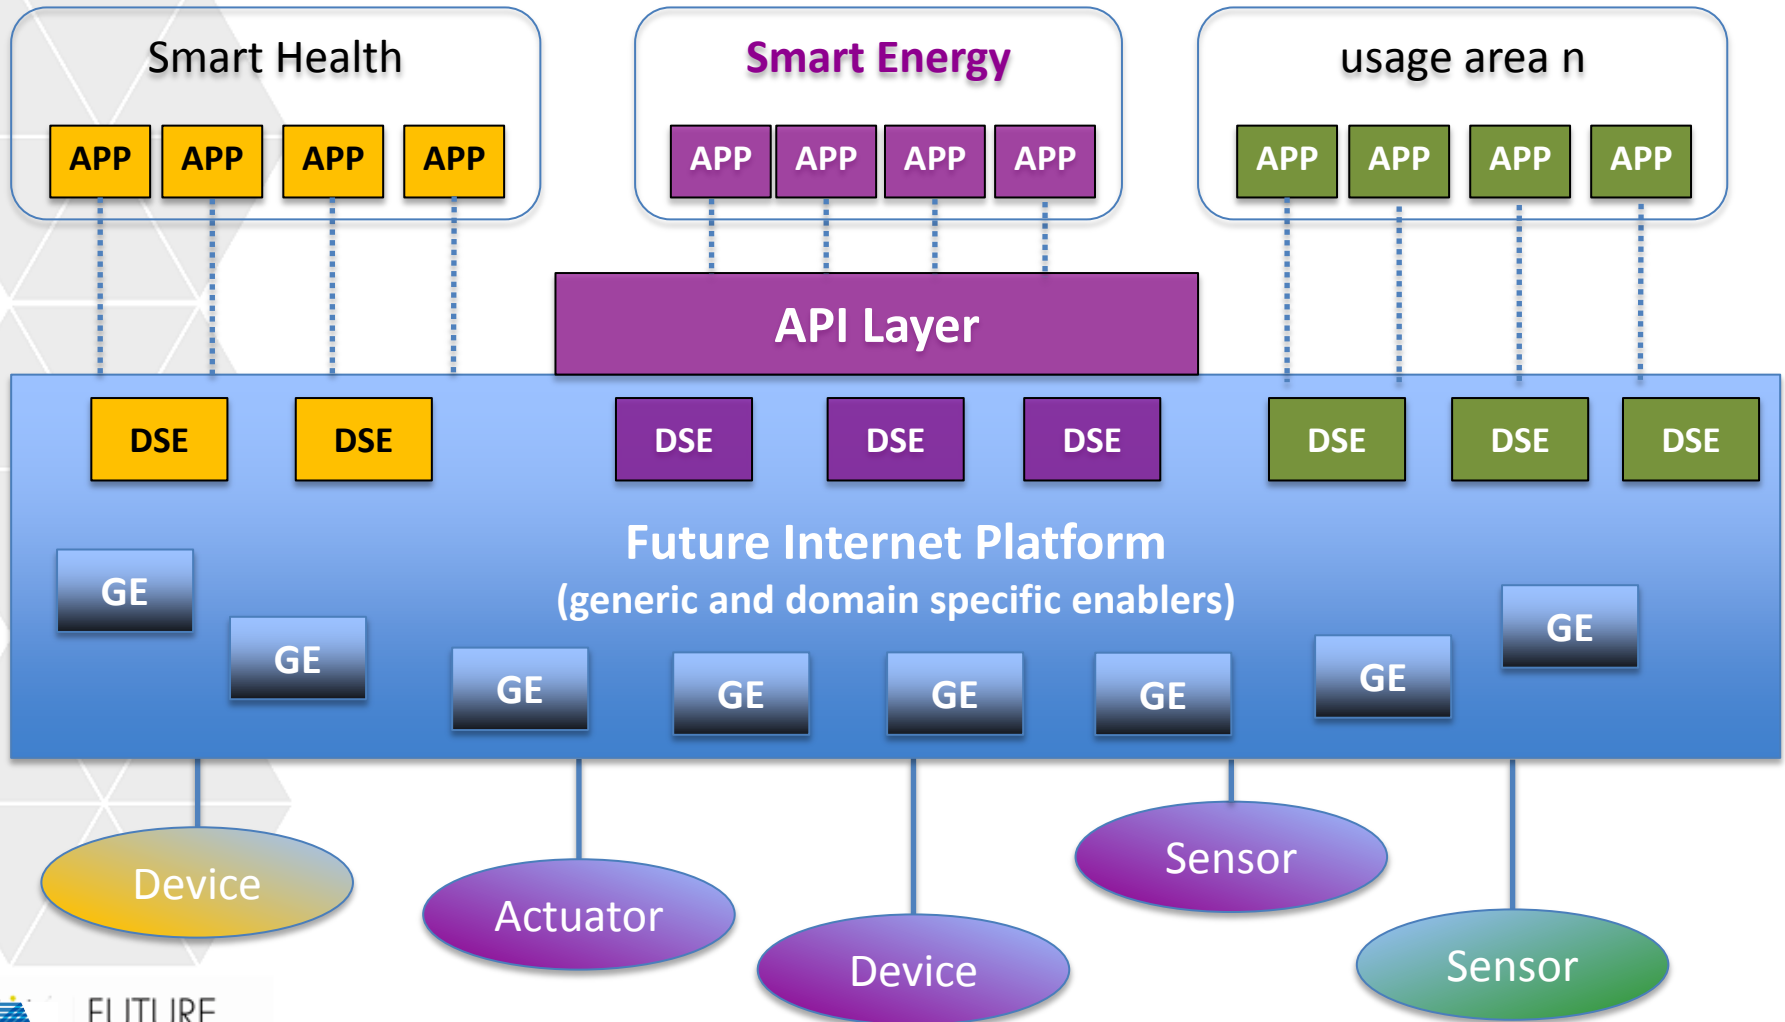 Smart Health
Smart Energy
usage area n
APP APP APP APP
APP APP APP APP
APP APP APP APP
API Layer
DSE DSE DSE DSE DSE DSE DSE DSE
Future Internet Platform
(generic and domain specific enablers)
GE GE GE GE GE GE GE GE
Device
Actuator
Device
Sensor
Sensor
FUTURE